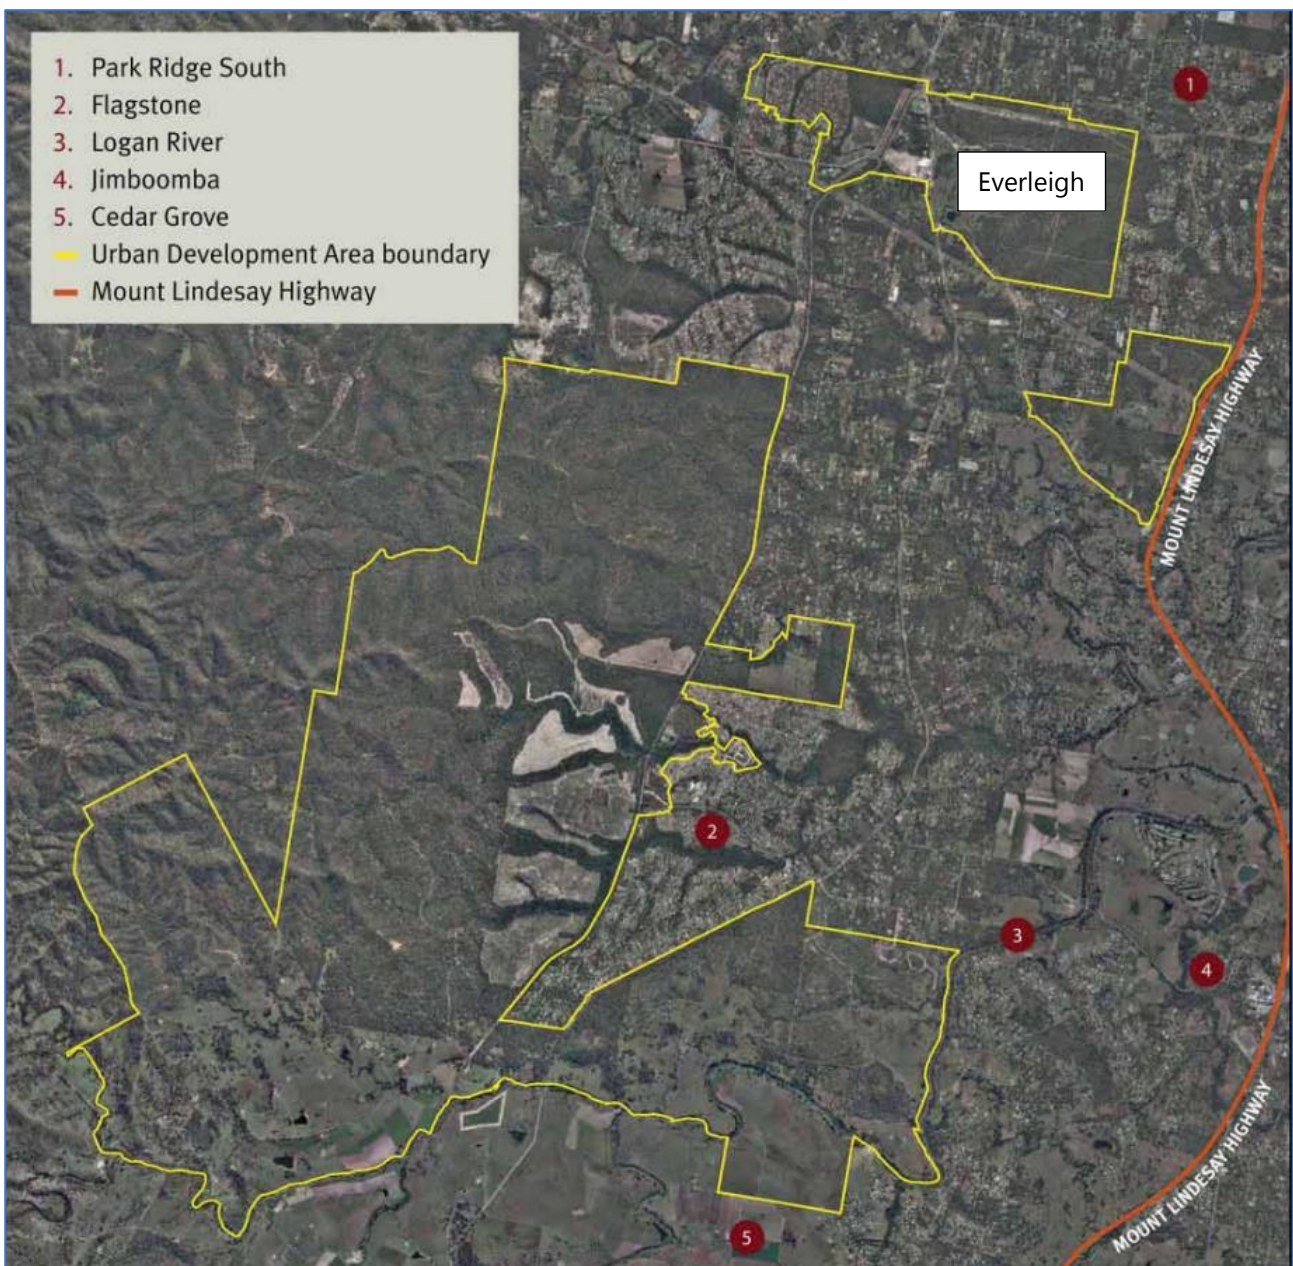 1. Park Ridge South
2. Flagstone
3. Logan River
4. Jimboomba
5. Cedar Grove
Urban Development Area boundary
Mount Lindesay Highway
1
Everleigh
MOUNT LINDESAY HIGHWAY
2
3
4
MOUNT LINDESAY HIGHWAY
5